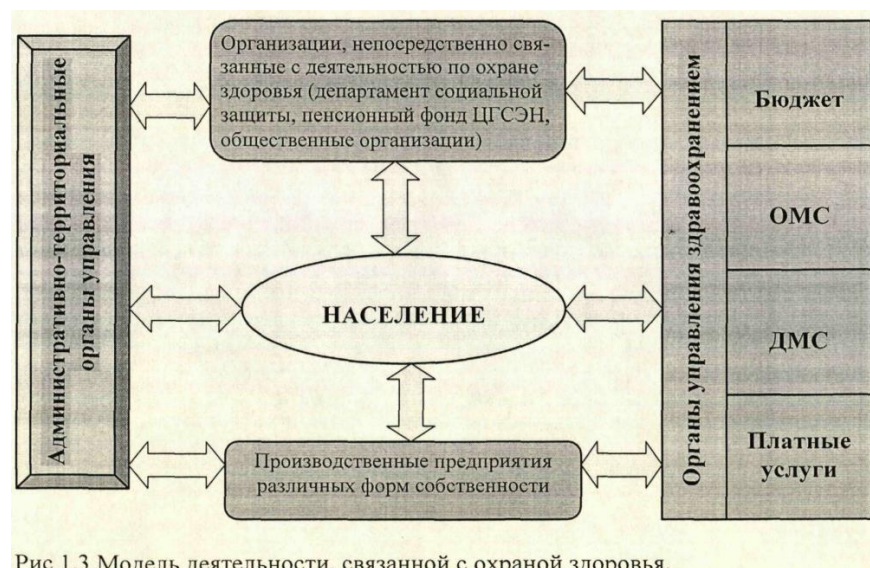 Административно-территориальные
органы управления
Организации, непосредственно свя-
занные с деятельностью по охране
здоровья (департамент социальной
защиты, пенсионный фонд ЦГСЭН,
общественные организации)
НАСЕЛЕНИЕ
Производственные предприятия
различных форм собственности
Органы управления здравоохранением
Бюджет
ОМС
ДМС
Платные
услуги
Рис.1.3 Модель деятельности, связанной с охраной здоровья.